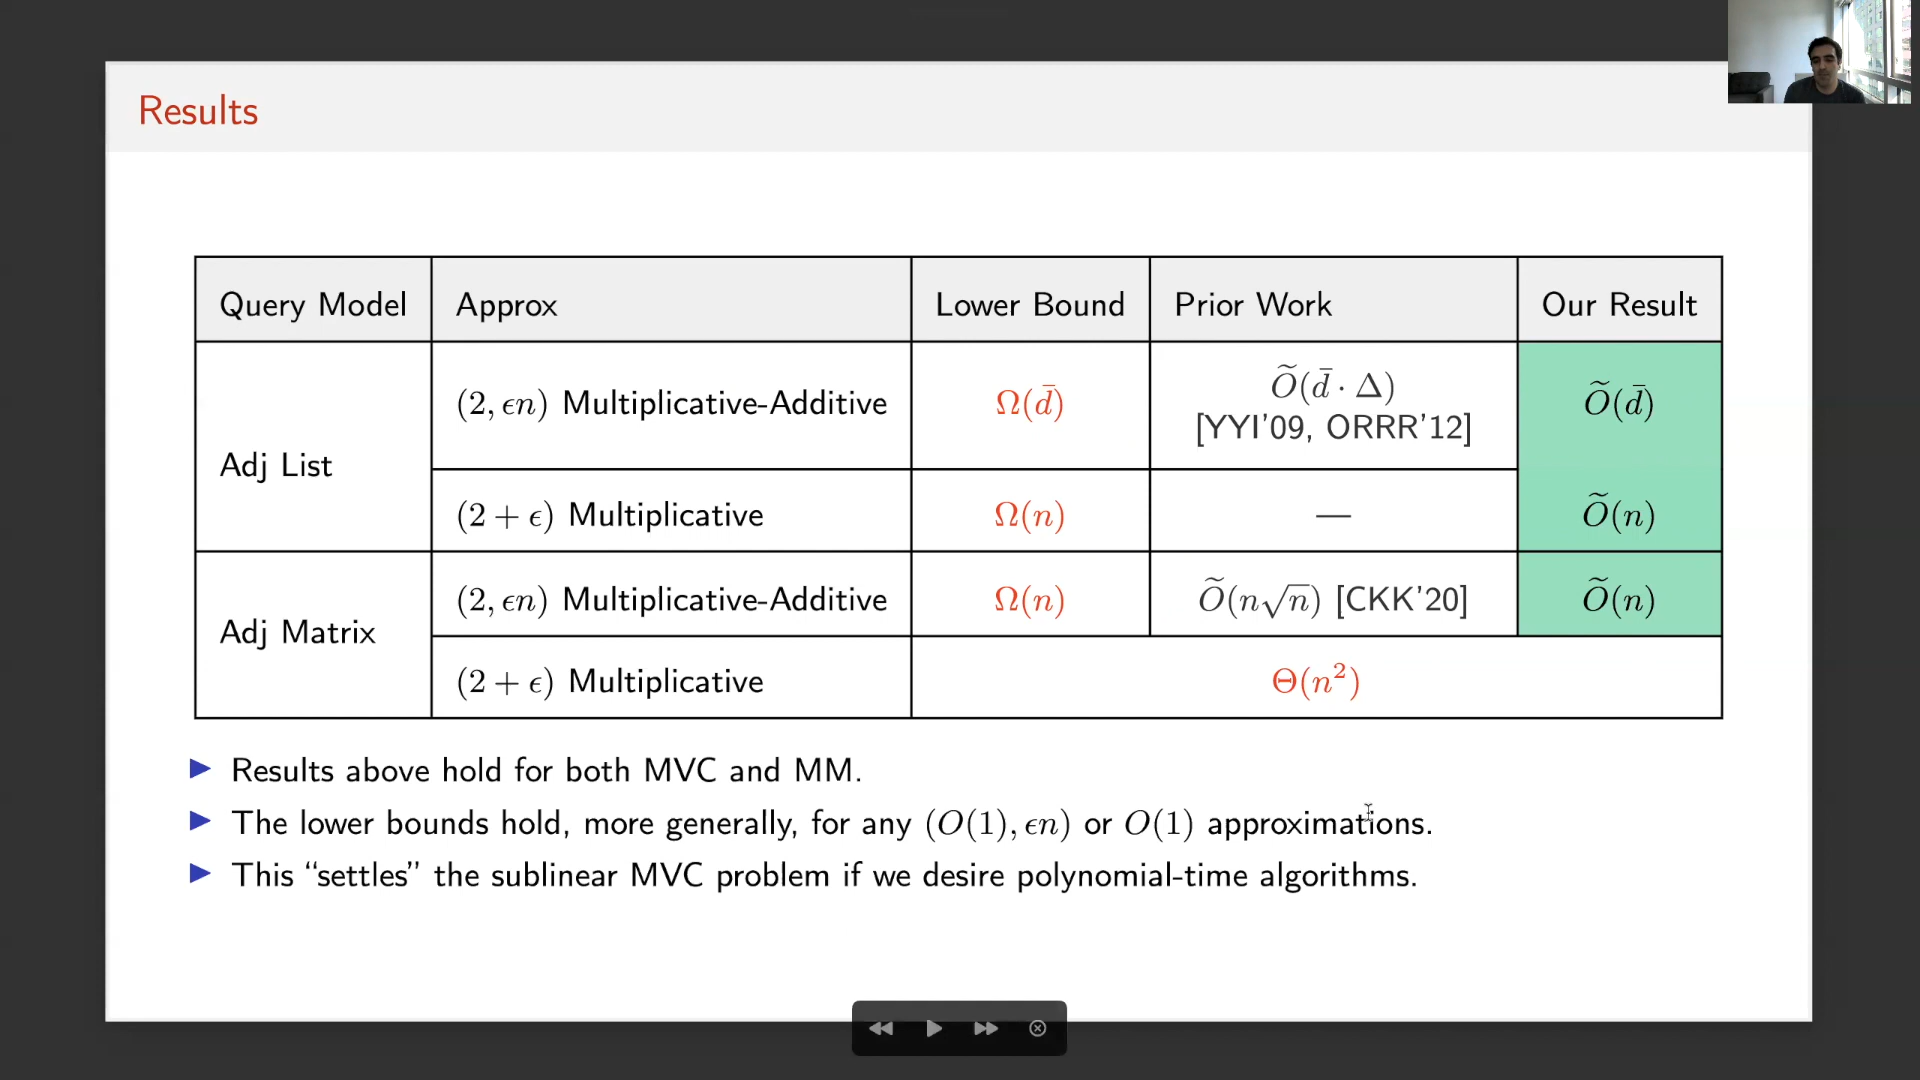 Results
Query Model Approx Lower Bound Prior Work Our Result
Adj List
(2, ϵn) Multiplicative-Additive Ω(d̄) Õ(d̄ · Δ) Õ(d̄)
[YYI'09, ORRR'12]
(2 + ϵ) Multiplicative Ω(n) — Õ(n)
Adj Matrix
(2, ϵn) Multiplicative-Additive Ω(n) Õ(n√n) [CKK'20] Õ(n)
(2 + ϵ) Multiplicative Θ(n²)
▶ Results above hold for both MVC and MM.
▶ The lower bounds hold, more generally, for any (O(1), ϵn) or O(1) approximations.
▶ This “settles” the sublinear MVC problem if we desire polynomial-time algorithms.